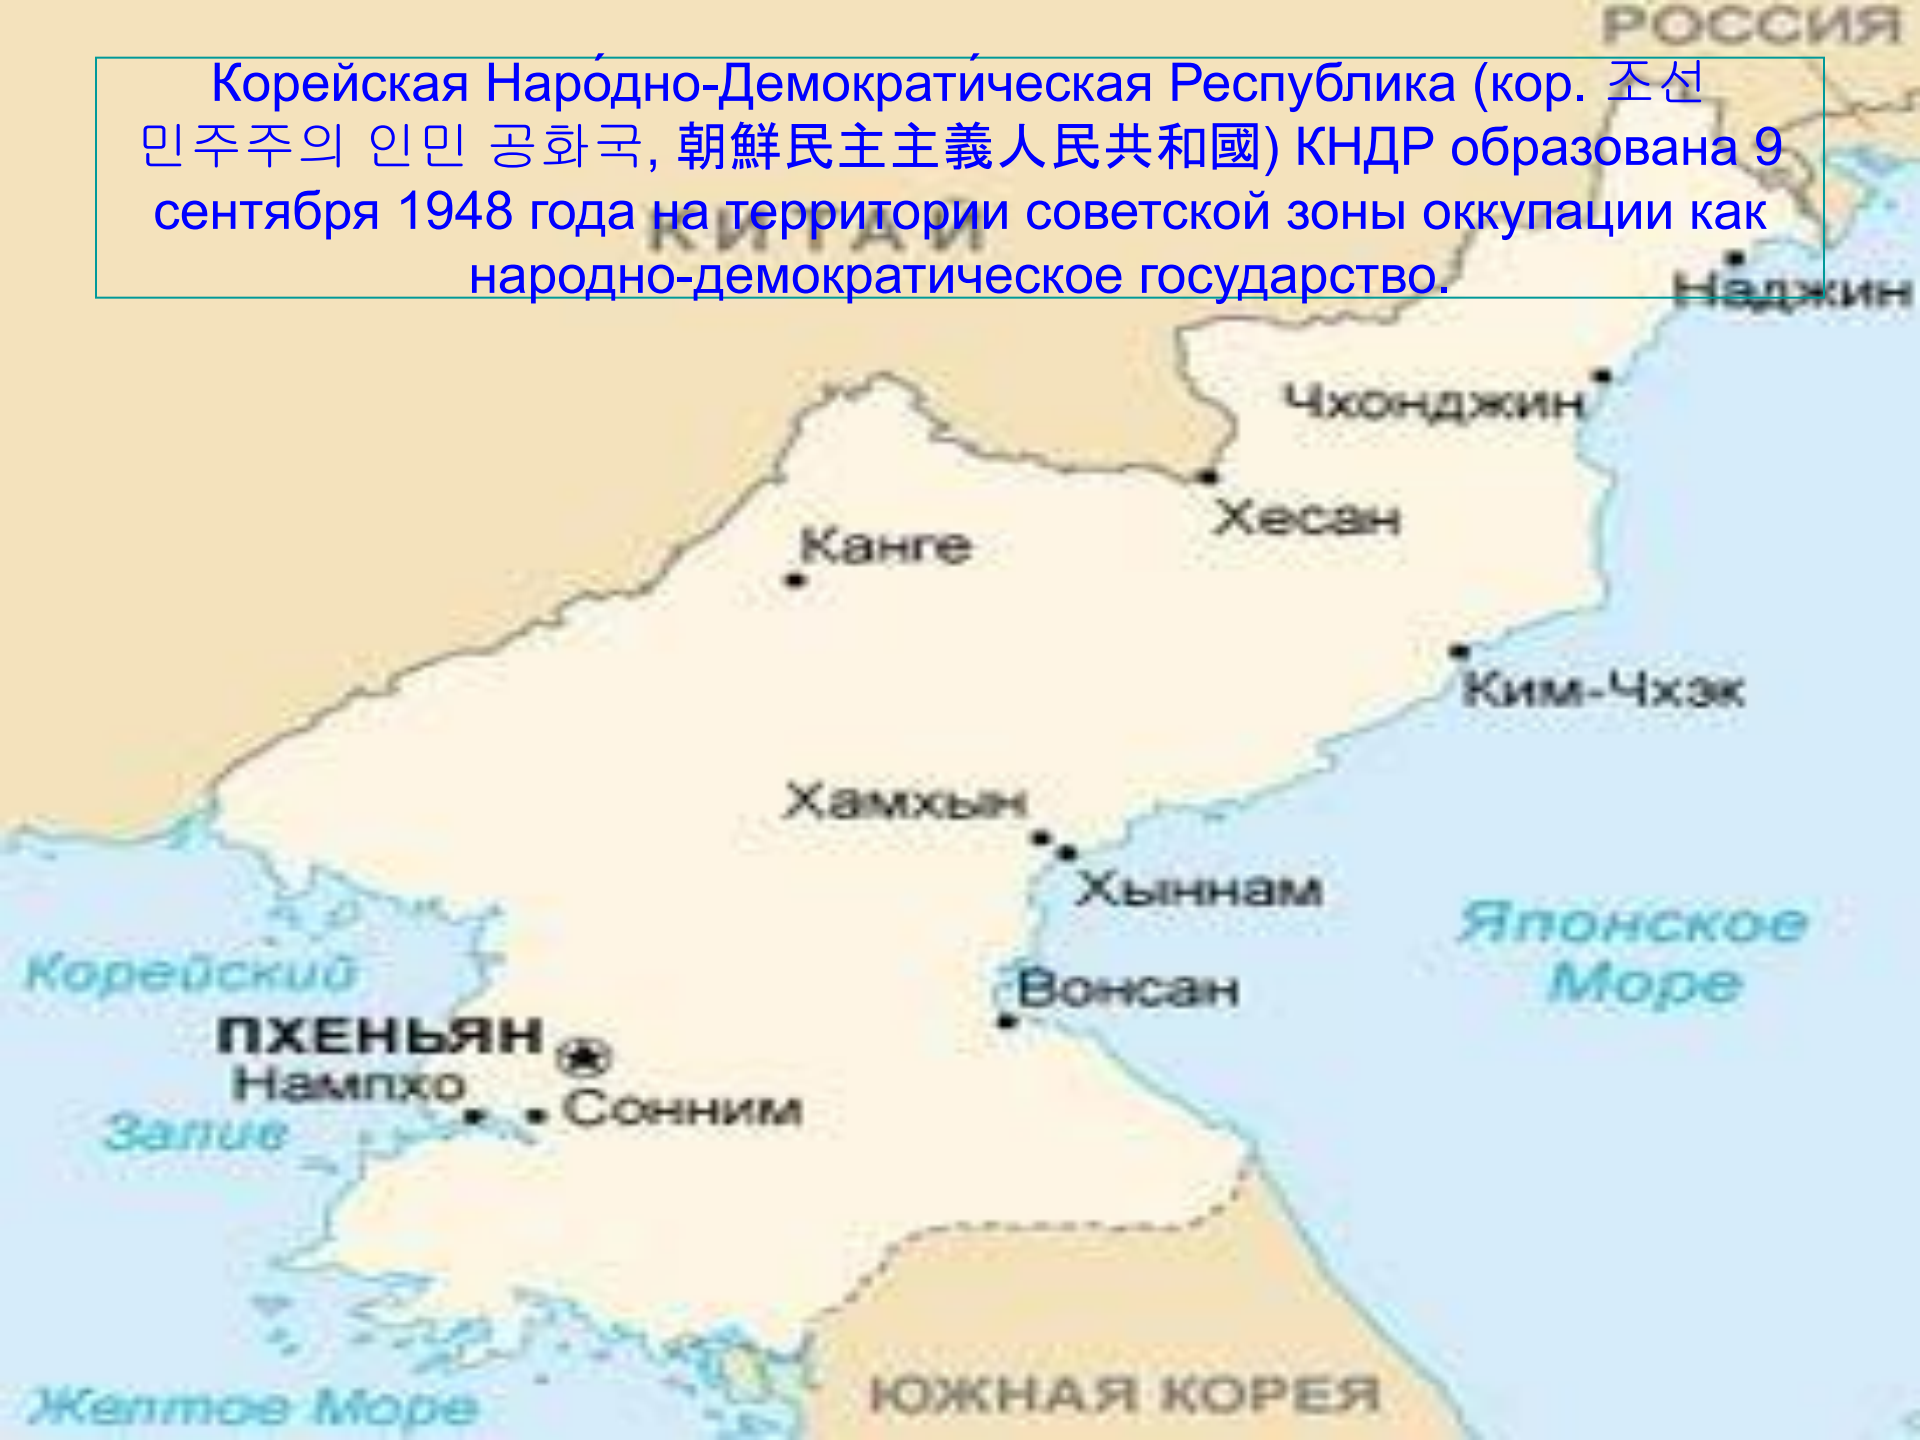 РОССИЯ
Корейская Наро́дно-Демократи́ческая Республика (кор. 조선
민주주의 인민 공화국, 朝鮮民主主義人民共和國) КНДР образована 9
сентября 1948 года на территории советской зоны оккупации как
народно-демократическое государство.
КИТАЙ
Наджин
Чхонджин
Хесан
Канге
Ким-Чхэк
Хамхын
Хыннам
Японское
Море
Корейский
Вонсан
ПХЕНЬЯН
Нампхо
Сонним
Залив
ЮЖНАЯ КОРЕЯ
Желтое Море